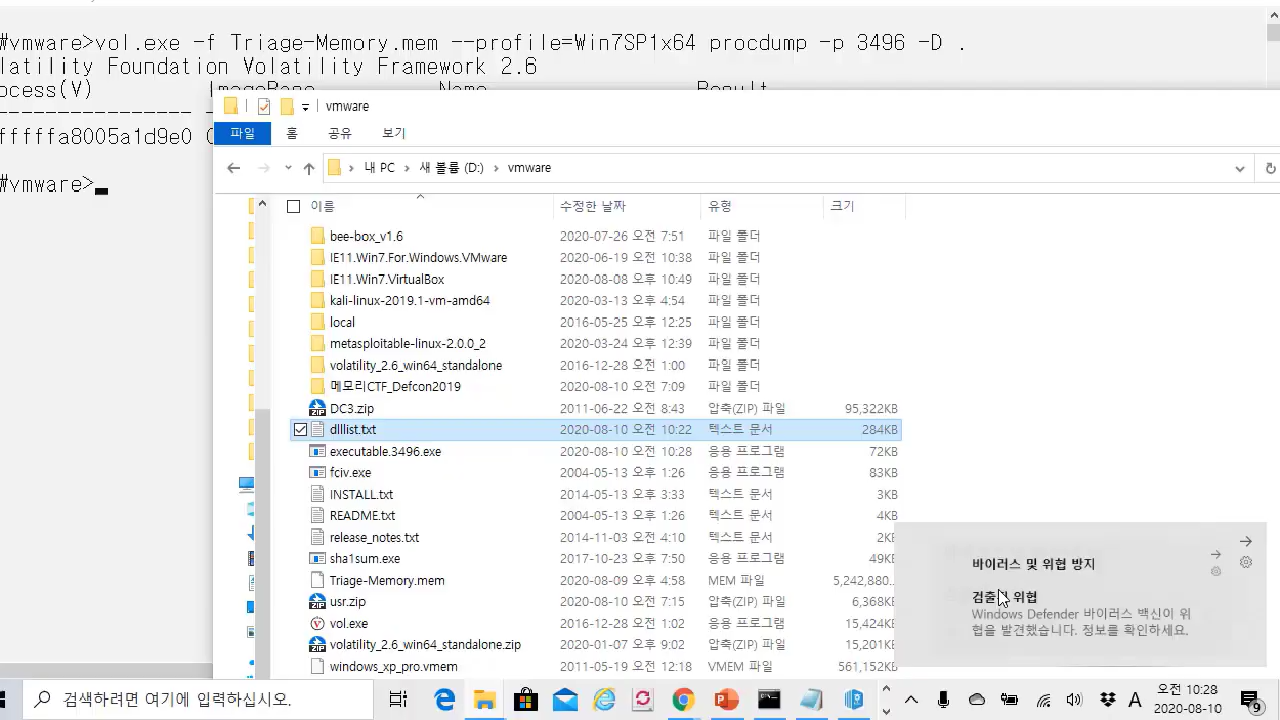 #vmware>vol.exe -f Triage-Memory.mem --profile=Win7SP1x64 procdump -p 3496 -D .
latility Foundation Volatility Framework 2.6
ocess(V) ImageBase Name Result
fffffa8005a1d9e0
#vmware>
vmware
파일 홈 공유 보기
내 PC > 새 볼륨 (D:) > vmware
이름 수정한 날짜 유형 크기
bee-box_v1.6 2020-07-26 오전 7:51 파일 폴더
IE11.Win7.For.Windows.VMware 2020-06-19 오전 10:38 파일 폴더
IE11.Win7.VirtualBox 2020-08-08 오후 10:49 파일 폴더
kali-linux-2019.1-vm-amd64 2020-03-13 오후 4:54 파일 폴더
local 2016-05-25 오후 12:25 파일 폴더
metasploitable-linux-2.0.0_2 2020-03-24 오후 12:39 파일 폴더
volatility_2.6_win64_standalone 2016-12-28 오전 1:00 파일 폴더
메모리CTF_Defcon2019 2020-08-10 오전 7:09 파일 폴더
DC3.zip 2011-06-22 오전 8:43 압축(ZIP) 파일 95,322KB
dlllist.txt 2020-08-10 오전 10:22 텍스트 문서 284KB
executable.3496.exe 2020-08-10 오전 10:28 응용 프로그램 72KB
fciv.exe 2004-05-13 오후 1:26 응용 프로그램 83KB
INSTALL.txt 2014-05-13 오후 3:33 텍스트 문서 3KB
README.txt 2004-05-13 오후 1:26 텍스트 문서 4KB
release_notes.txt 2014-11-03 오전 4:10 텍스트 문서 2KB
sha1sum.exe 2017-10-23 오후 7:50 응용 프로그램 49KB
Triage-Memory.mem 2020-08-09 오전 4:58 MEM 파일 5,242,880...
usr.zip 2020-08-10 오전 7:15 압축(ZIP) 파일 6,368KB
vol.exe 2016-12-28 오전 1:02 응용 프로그램 15,424KB
volatility_2.6_win64_standalone.zip 2020-01-07 오후 9:02 압축(ZIP) 파일 15,201KB
windows_xp_pro.vmem 2011-05-19 오전 12:18 VMEM 파일 561,152KB
바이러스 및 위협 방지
검출 위협
Windows Defender 바이러스 백신이 위
협을 발견했습니다. 정보를 확인하세요.
검색하려면 여기에 입력하십시오.
A 오전 10:28
2020-08-10
9